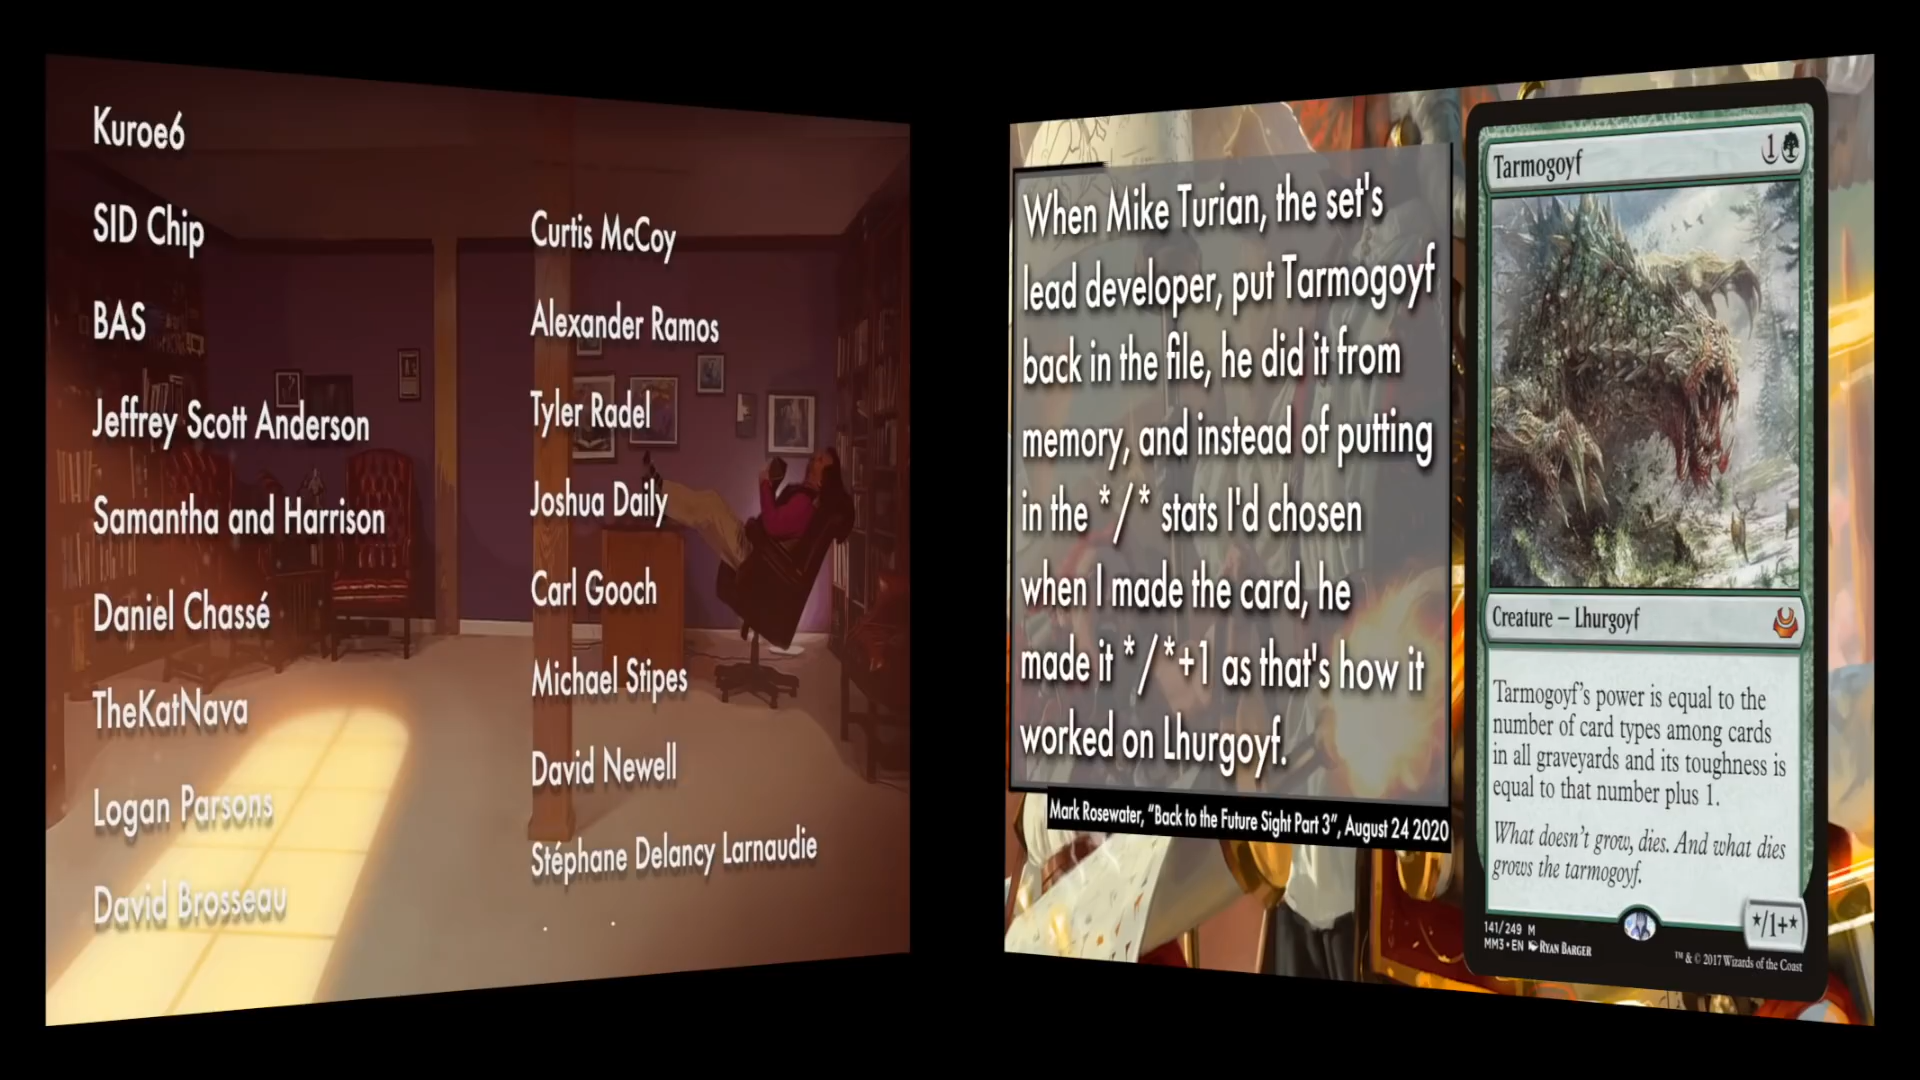 Kuroe6
SID Chip
BAS
Jeffrey Scott Anderson
Samantha and Harrison
Daniel Chassé
TheKatNava
Logan Parsons
David Brosseau
Curtis McCoy
Alexander Ramos
Tyler Radel
Joshua Daily
Carl Gooch
Michael Stipes
David Newell
Stéphane Delancy Larnaudie
When Mike Turian, the set's
lead developer, put Tarmogoyf
back in the file, he did it from
memory, and instead of putting
in the */* stats I'd chosen
when I made the card, he
made it */*+1 as that's how it
worked on Lhurgoyf.
Mark Rosewater, “Back to the Future Sight Part 3”, August 24 2020
Tarmogoyf
1
Creature – Lhurgoyf
Tarmogoyf's power is equal to the
number of card types among cards
in all graveyards and its toughness is
equal to that number plus 1.
What doesn't grow, dies. And what dies
grows the tarmogoyf.
*/1+*
141/249 M
MM3 • EN Ryan Barger
™ & © 2017 Wizards of the Coast